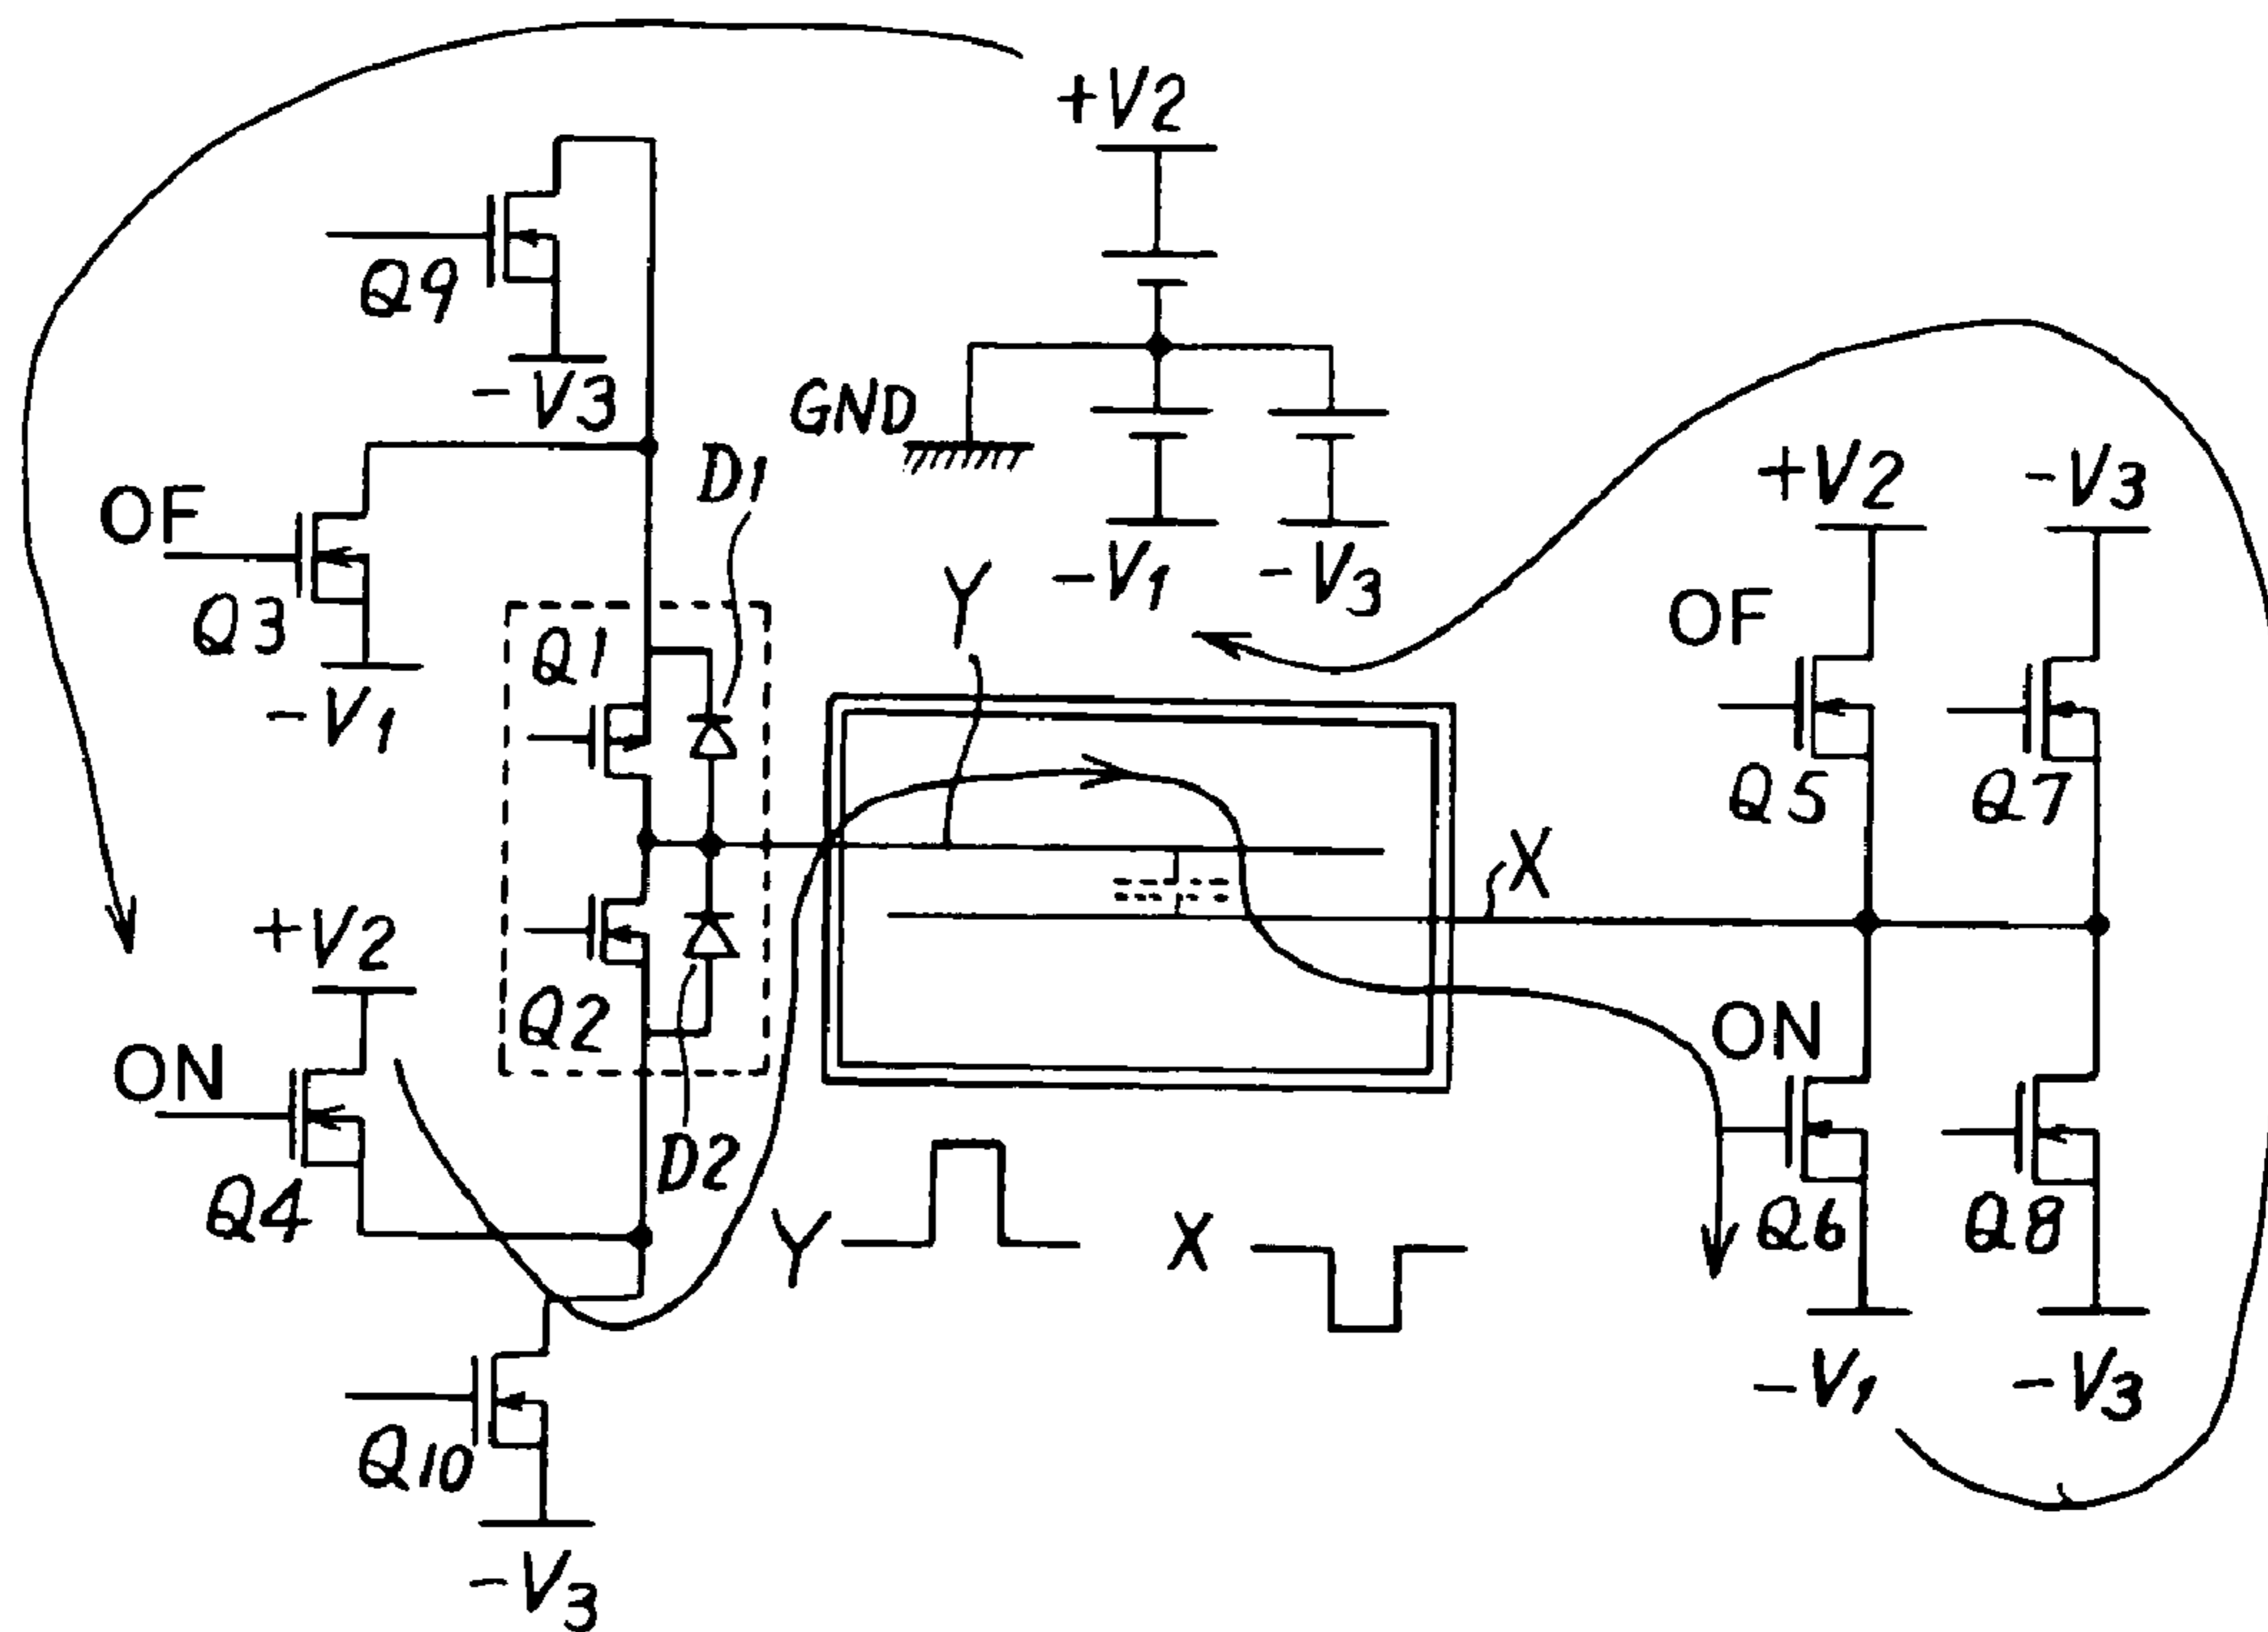 +V2
Q9
-V3
GND
D1
OF
Q3
-V1
Q1
Y
-V1
-V3
+V2
-V3
OF
Q5
Q7
X
+V2
ON
Q4
Q2
D2
ON
Q6
Q8
Y
X
-V1
-V3
Q10
-V3